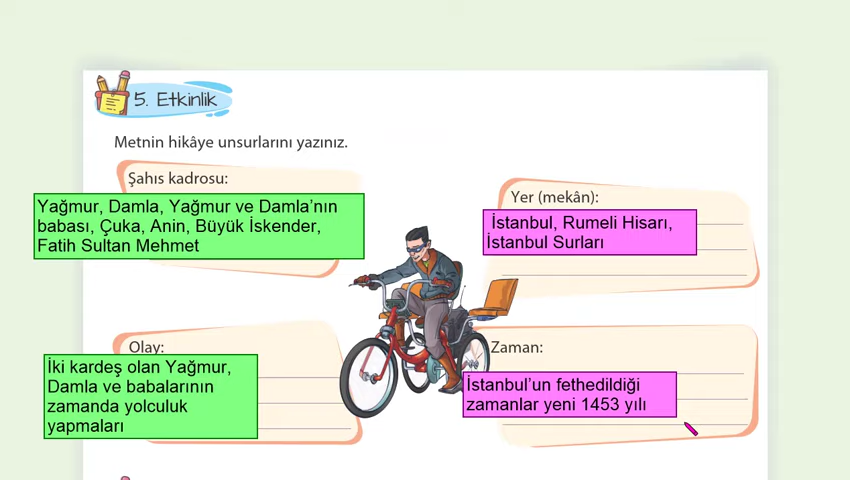 5. Etkinlik
Metnin hikâye unsurlarını yazınız.
Şahıs kadrosu:
Yağmur, Damla, Yağmur ve Damla’nın
babası, Çuka, Anin, Büyük İskender,
Fatih Sultan Mehmet
Yer (mekân):
İstanbul, Rumeli Hisarı,
İstanbul Surları
Olay:
İki kardeş olan Yağmur,
Damla ve babalarının
zamanda yolculuk
yapmaları
Zaman:
İstanbul’un fethedildiği
zamanlar yeni 1453 yılı